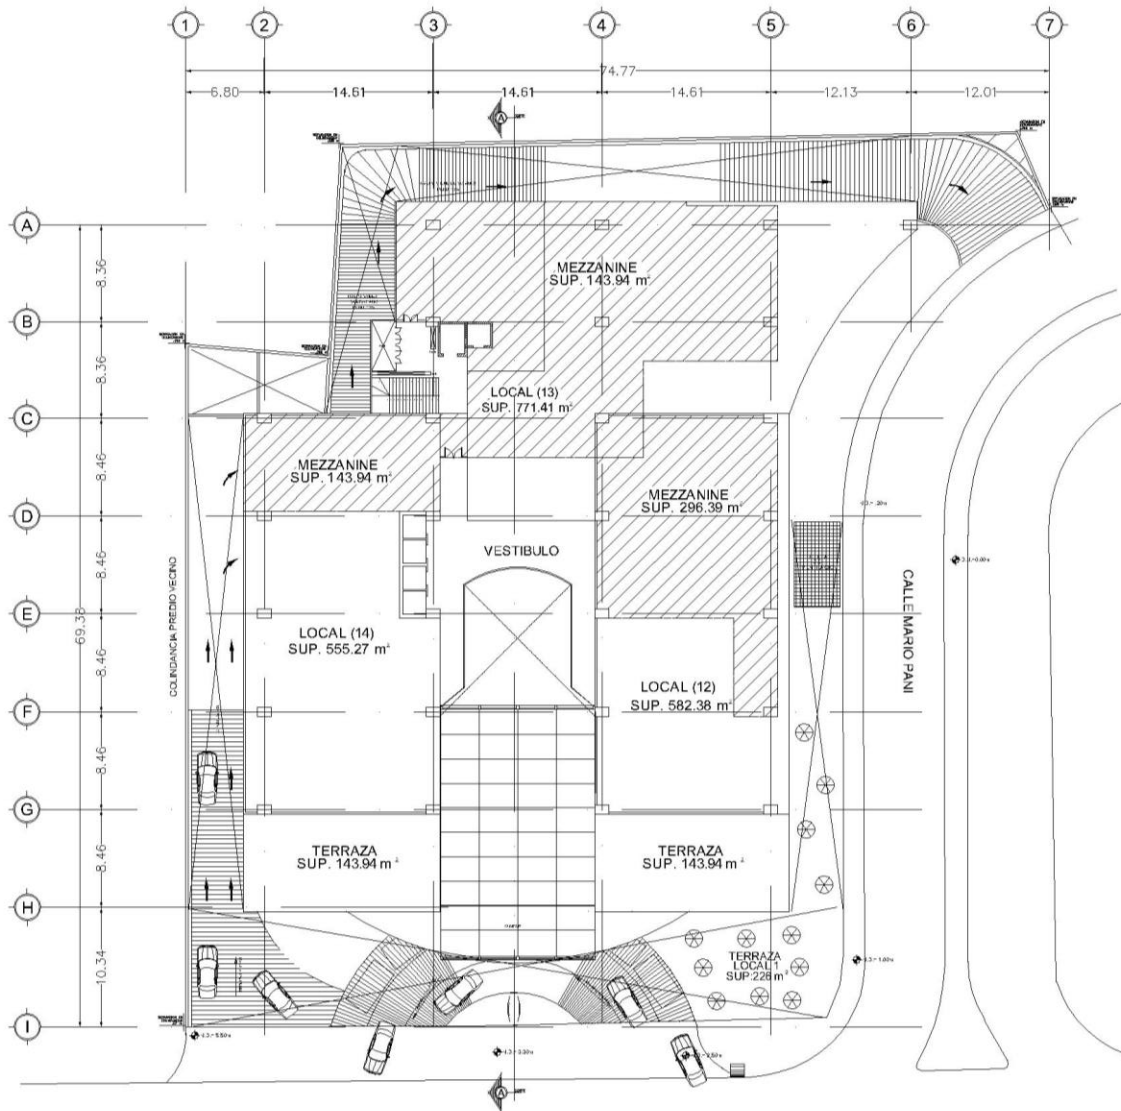 1 2 3 4 5 6 7
74.77
6.80 14.61 14.61 14.61 12.13 12.01
A
A
8.36
MEZZANINE
SUP. 143.94 m²
B
8.36
LOCAL (13)
SUP. 771.41 m²
C
8.46
MEZZANINE
SUP. 143.94 m²
MEZZANINE
SUP. 296.39 m²
D
8.46
VESTIBULO
E
69.38
COLINDANCIA PREDIO VECINO
LOCAL (14)
SUP. 555.27 m²
CALLE MARIO PANI
8.46
LOCAL (12)
SUP. 582.38 m²
F
8.46
G
8.46
TERRAZA
SUP. 143.94 m²
TERRAZA
SUP. 143.94 m²
H
10.34
TERRAZA
LOCAL 1
SUP:226 m²
I
A